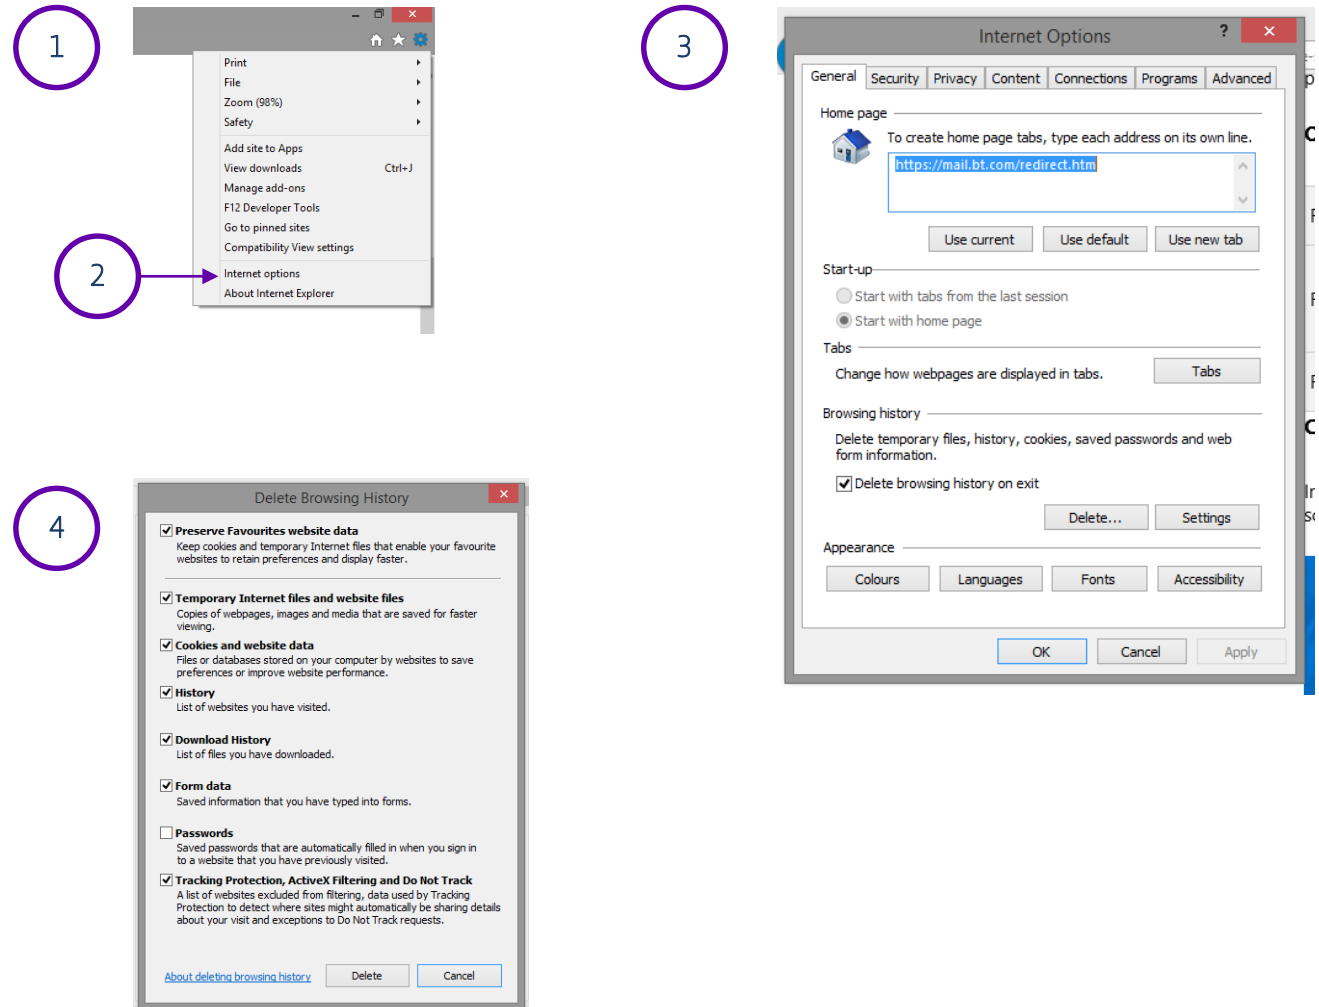 1
Print
File
Zoom (98%)
Safety
Add site to Apps
View downloads Ctrl+J
Manage add-ons
F12 Developer Tools
Go to pinned sites
Compatibility View settings
2
Internet options
About Internet Explorer
3
Internet Options
General Security Privacy Content Connections Programs Advanced
Home page
To create home page tabs, type each address on its own line.
https://mail.bt.com/redirect.htm
Use current Use default Use new tab
Start-up
Start with tabs from the last session
Start with home page
Tabs
Change how webpages are displayed in tabs. Tabs
Browsing history
Delete temporary files, history, cookies, saved passwords and web
form information.
Delete browsing history on exit
Delete... Settings
Appearance
Colours Languages Fonts Accessibility
OK Cancel Apply
4
Delete Browsing History
Preserve Favourites website data
Keep cookies and temporary Internet files that enable your favourite
websites to retain preferences and display faster.
Temporary Internet files and website files
Copies of webpages, images and media that are saved for faster
viewing.
Cookies and website data
Files or databases stored on your computer by websites to save
preferences or improve website performance.
History
List of websites you have visited.
Download History
List of files you have downloaded.
Form data
Saved information that you have typed into forms.
Passwords
Saved passwords that are automatically filled in when you sign in
to a website that you have previously visited.
Tracking Protection, ActiveX Filtering and Do Not Track
A list of websites excluded from filtering, data used by Tracking
Protection to detect where sites might automatically be sharing details
about your visit and exceptions to Do Not Track requests.
About deleting browsing history Delete Cancel